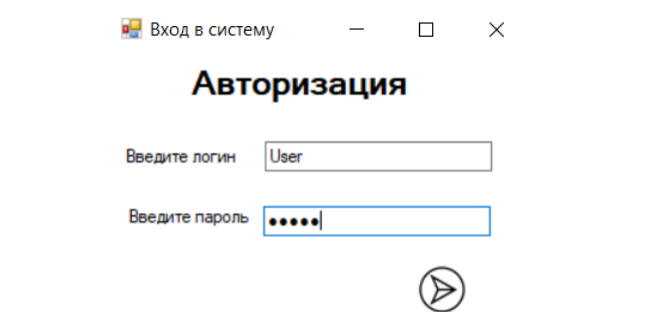 Вход в систему
Авторизация
Введите логин User
Введите пароль •••••